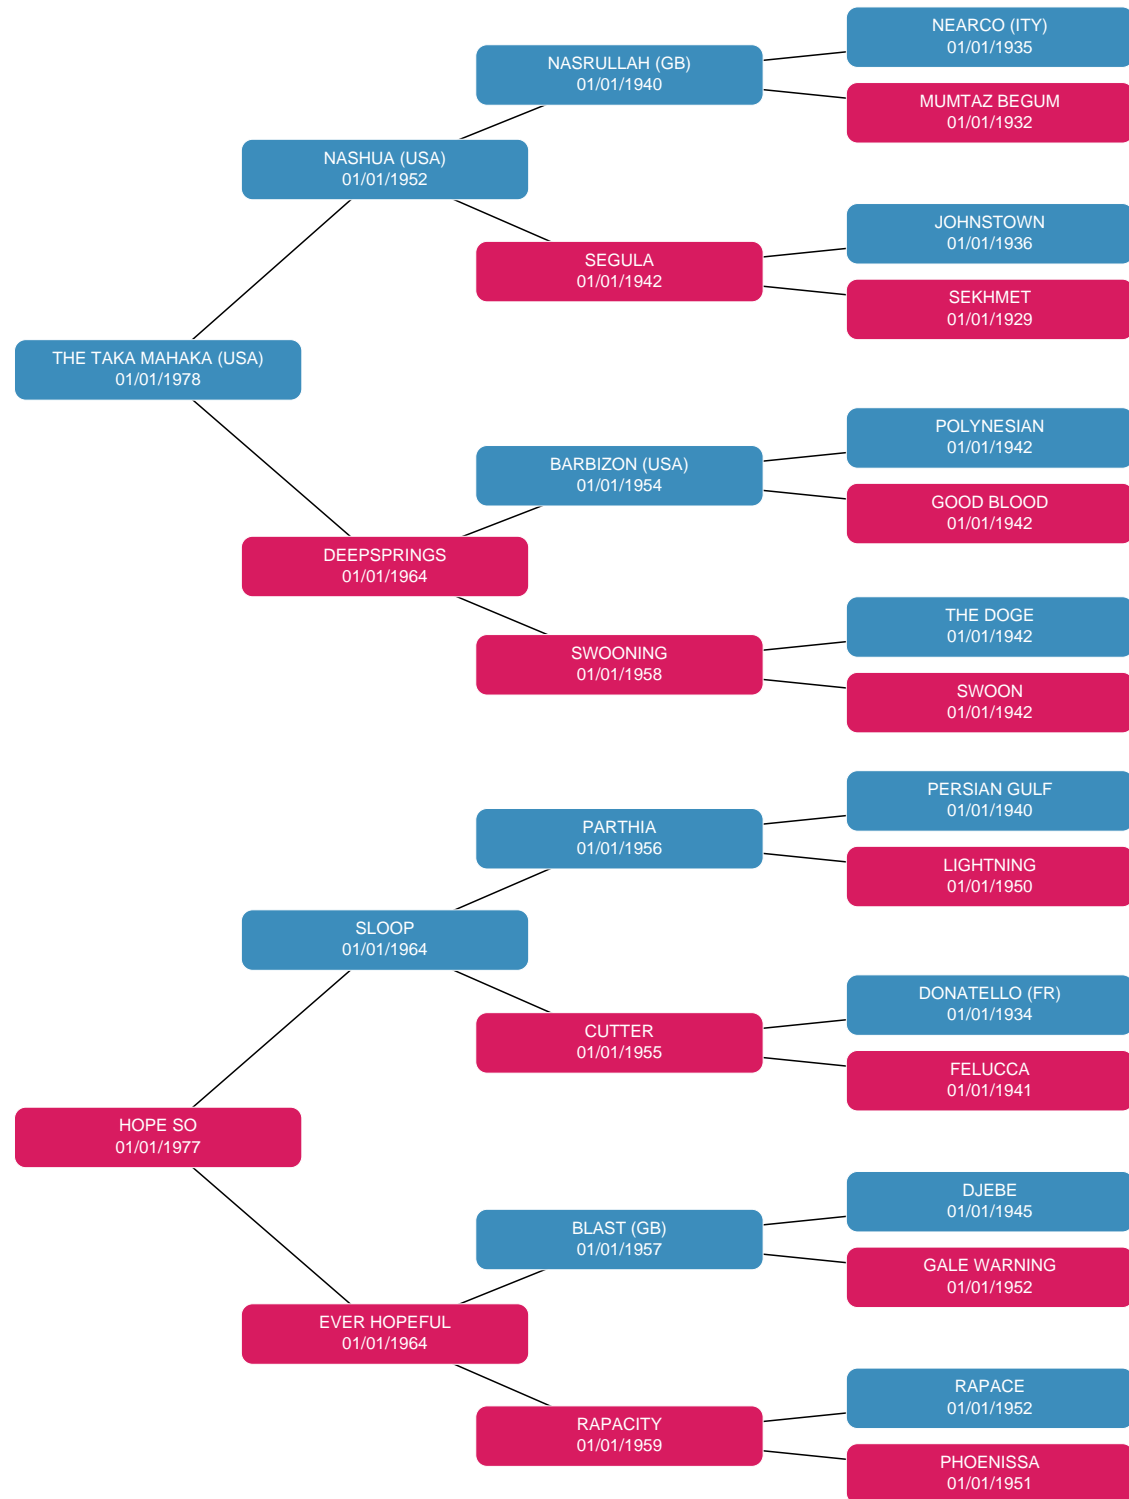 NEARCO (ITY)
01/01/1935
NASRULLAH (GB)
01/01/1940
MUMTAZ BEGUM
01/01/1932
NASHUA (USA)
01/01/1952
JOHNSTOWN
01/01/1936
SEGULA
01/01/1942
SEKHMET
01/01/1929
THE TAKA MAHAKA (USA)
01/01/1978
POLYNESIAN
01/01/1942
BARBIZON (USA)
01/01/1954
GOOD BLOOD
01/01/1942
DEEPSPRINGS
01/01/1964
THE DOGE
01/01/1942
SWOONING
01/01/1958
SWOON
01/01/1942
PERSIAN GULF
01/01/1940
PARTHIA
01/01/1956
LIGHTNING
01/01/1950
SLOOP
01/01/1964
DONATELLO (FR)
01/01/1934
CUTTER
01/01/1955
FELUCCA
01/01/1941
HOPE SO
01/01/1977
DJEBE
01/01/1945
BLAST (GB)
01/01/1957
GALE WARNING
01/01/1952
EVER HOPEFUL
01/01/1964
RAPACE
01/01/1952
RAPACITY
01/01/1959
PHOENISSA
01/01/1951